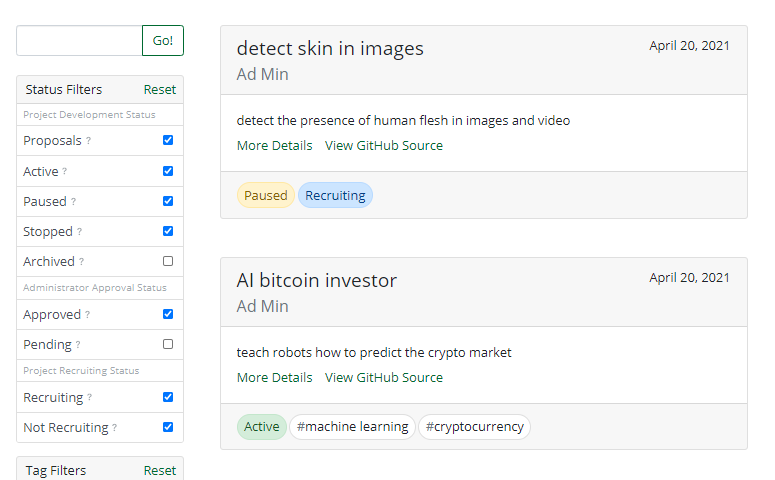 Go!
Status Filters Reset
Project Development Status
Proposals ?
Active ?
Paused ?
Stopped ?
Archived ?
Administrator Approval Status
Approved ?
Pending ?
Project Recruiting Status
Recruiting ?
Not Recruiting ?
Tag Filters Reset
detect skin in images April 20, 2021
Ad Min
detect the presence of human flesh in images and video
More Details View GitHub Source
Paused Recruiting
AI bitcoin investor April 20, 2021
Ad Min
teach robots how to predict the crypto market
More Details View GitHub Source
Active #machine learning #cryptocurrency